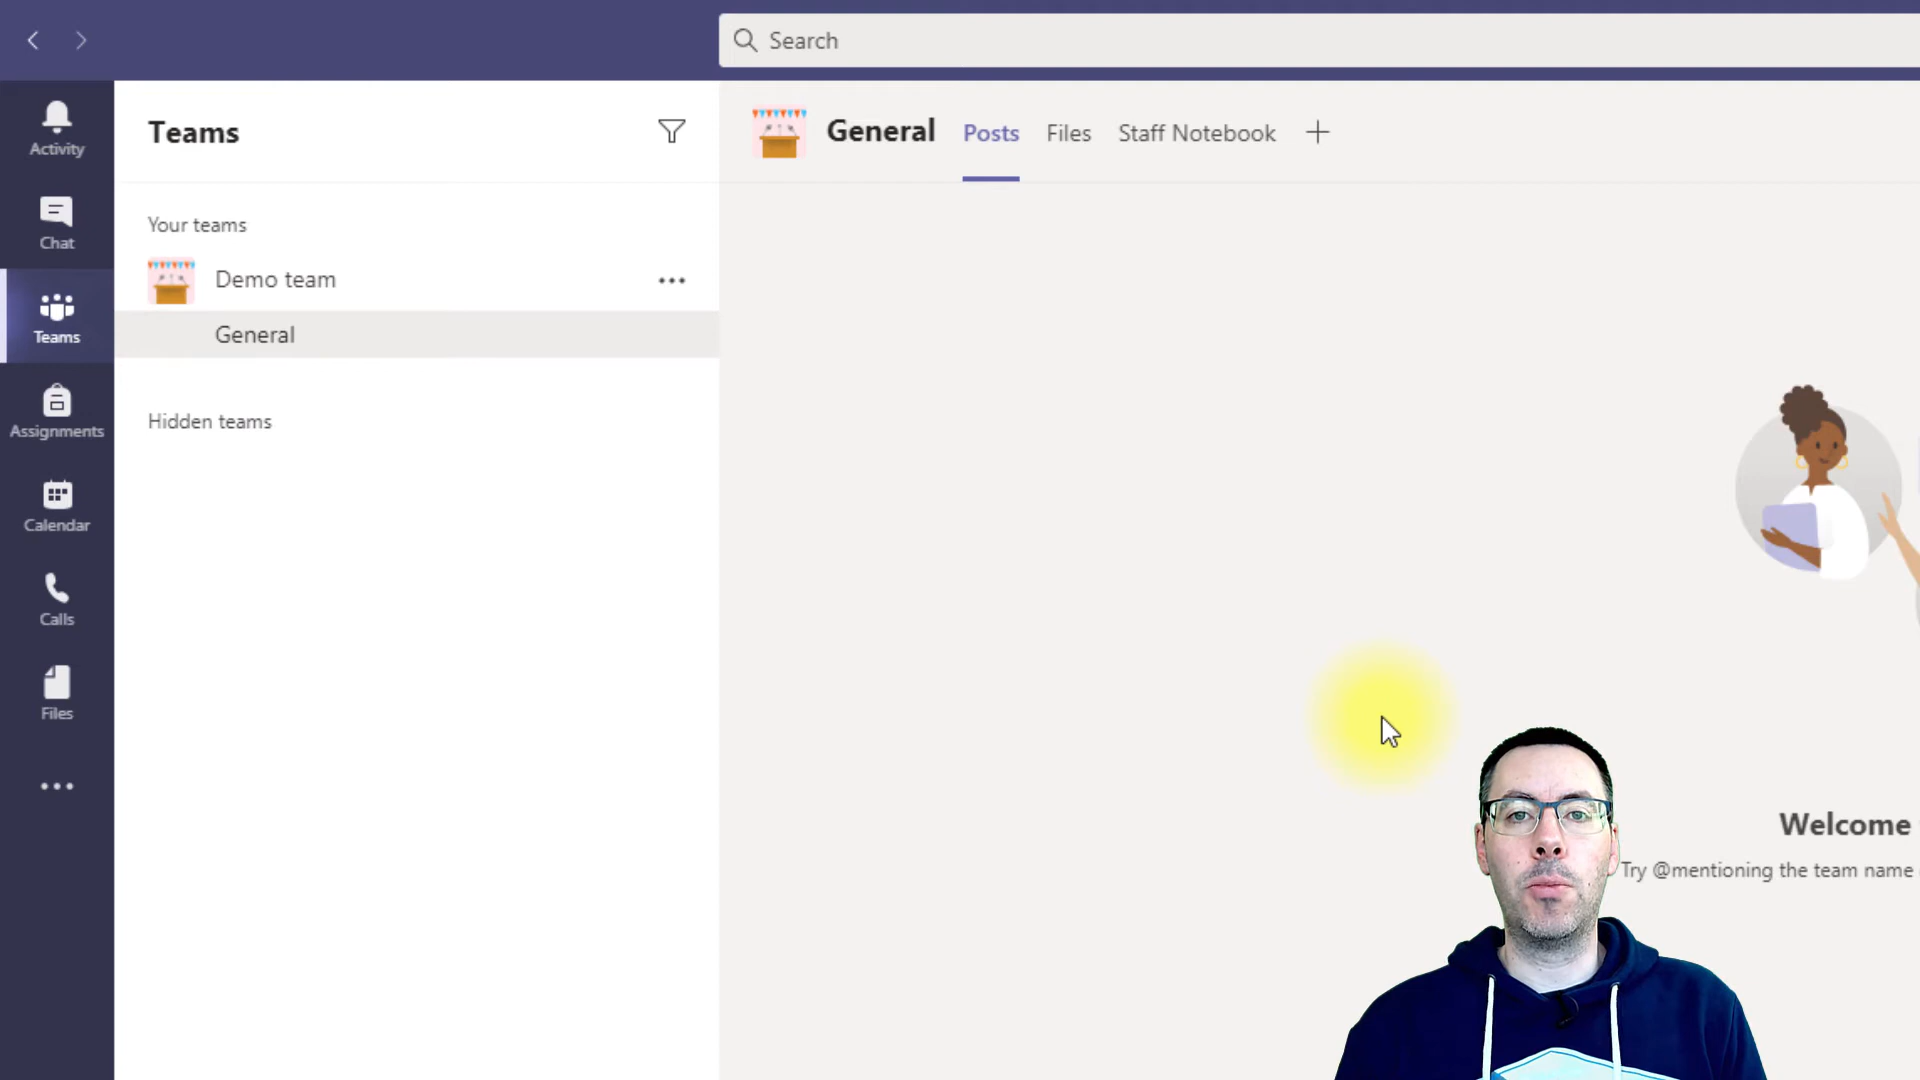 Search
Activity
Chat
Teams
Assignments
Calendar
Calls
Files
Teams
Your teams
Demo team
General
Hidden teams
General
Posts
Files
Staff Notebook
Welcome
Try @mentioning the team name